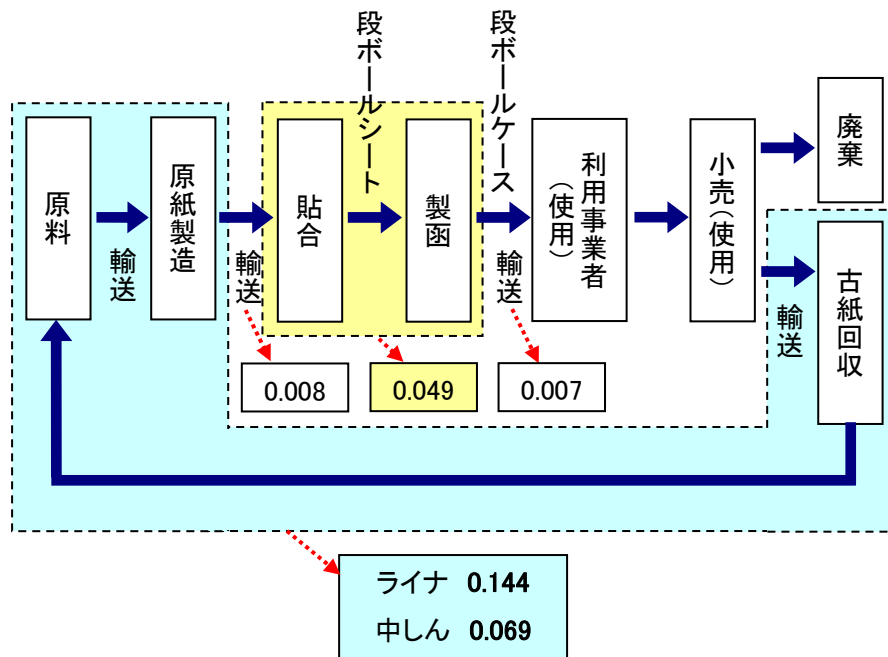 原料
輸送
原紙製造
輸送
貼合
段ボールシート
製函
段ボールケース
輸送
利用事業者
（使用）
小売（使用）
廃棄
輸送
古紙回収
0.008
0.049
0.007
ライナ 0.144
中しん 0.069